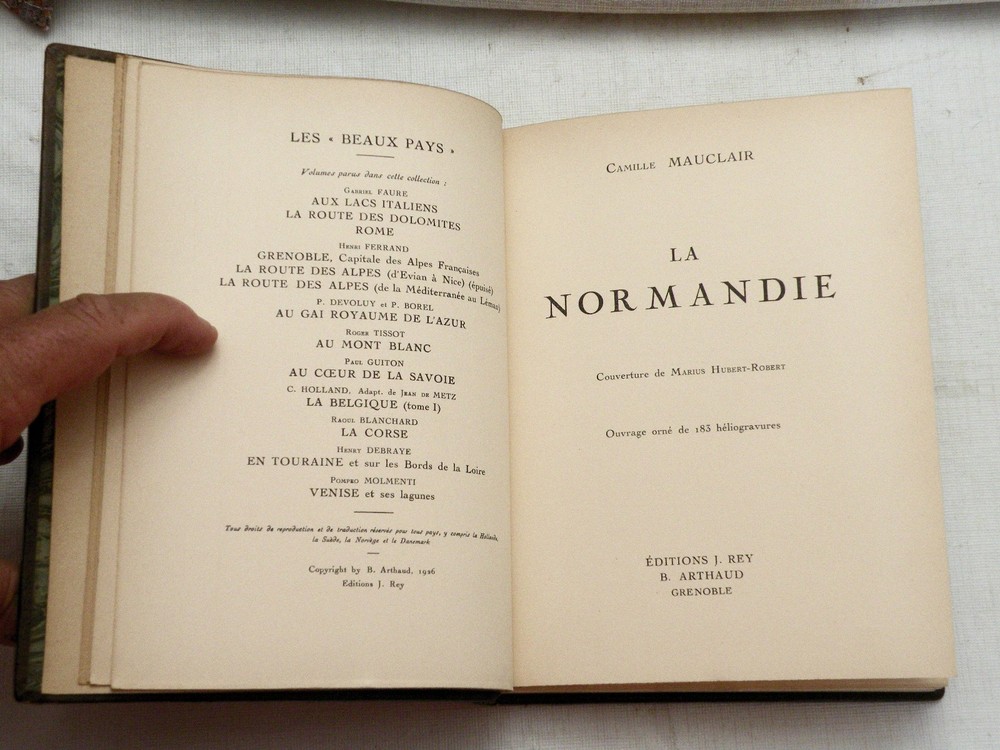 LES « BEAUX PAYS »
Volumes parus dans cette collection :
Gabriel FAURE
AUX LACS ITALIENS
LA ROUTE DES DOLOMITES
ROME
Henri FERRAND
GRENOBLE, Capitale des Alpes Françaises
LA ROUTE DES ALPES (d'Evian à Nice) (épuisé)
LA ROUTE DES ALPES (de la Méditerranée au Léman)
P. DEVOLUY et P. BOREL
AU GAI ROYAUME DE L'AZUR
Roger TISSOT
AU MONT BLANC
Paul GUITON
AU CŒUR DE LA SAVOIE
C. HOLLAND, Adapt. de Jean de METZ
LA BELGIQUE (tome I)
Raoul BLANCHARD
LA CORSE
Henry DEBRAYE
EN TOURAINE et sur les Bords de la Loire
Pompeo MOLMENTI
VENISE et ses lagunes
Tous droits de reproduction et de traduction réservés pour tous pays, y compris la Hollande,
la Suède, la Norvège et le Danemark
Copyright by B. Arthaud, 1926
Editions J. Rey
Camille MAUCLAIR
LA
NORMANDIE
Couverture de Marius Hubert-Robert
Ouvrage orné de 183 héliogravures
ÉDITIONS J. REY
B. ARTHAUD
GRENOBLE